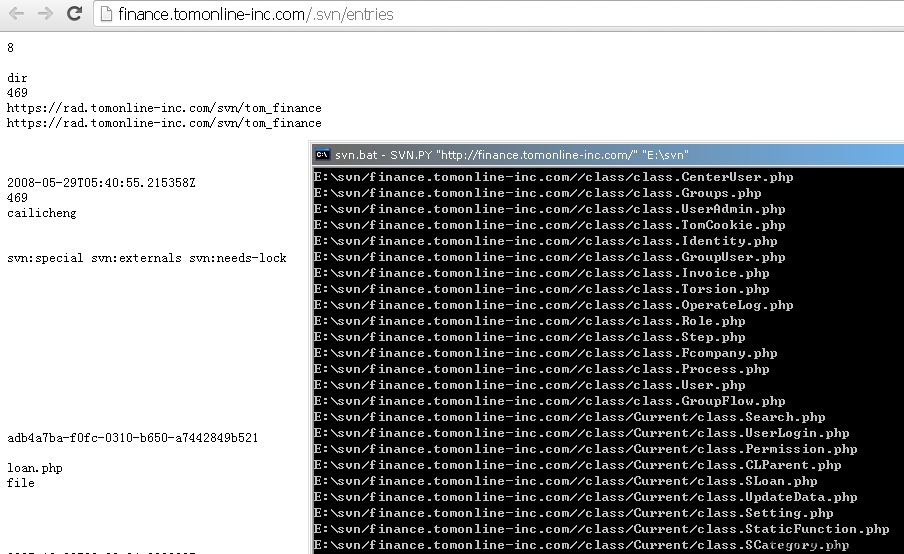 finance.tomonline-inc.com/.svn/entries
8
dir
469
https://rad.tomonline-inc.com/svn/tom_finance
https://rad.tomonline-inc.com/svn/tom_finance
2008-05-29T05:40:55.215358Z
469
cailicheng
svn:special svn:externals svn:needs-lock
adb4a7ba-f0fc-0310-b650-a7442849b521
loan.php
file
C:\ svn.bat - SVN.PY "http://finance.tomonline-inc.com/" "E:\svn"
E:\svn/finance.tomonline-inc.com//class/class.CenterUser.php
E:\svn/finance.tomonline-inc.com//class/class.Groups.php
E:\svn/finance.tomonline-inc.com//class/class.UserAdmin.php
E:\svn/finance.tomonline-inc.com//class/class.TomCookie.php
E:\svn/finance.tomonline-inc.com//class/class.Identity.php
E:\svn/finance.tomonline-inc.com//class/class.GroupUser.php
E:\svn/finance.tomonline-inc.com//class/class.Invoice.php
E:\svn/finance.tomonline-inc.com//class/class.Torsion.php
E:\svn/finance.tomonline-inc.com//class/class.OperateLog.php
E:\svn/finance.tomonline-inc.com//class/class.Role.php
E:\svn/finance.tomonline-inc.com//class/class.Step.php
E:\svn/finance.tomonline-inc.com//class/class.Fcompany.php
E:\svn/finance.tomonline-inc.com//class/class.Process.php
E:\svn/finance.tomonline-inc.com//class/class.User.php
E:\svn/finance.tomonline-inc.com//class/class.GroupFlow.php
E:\svn/finance.tomonline-inc.com//class/Current/class.Search.php
E:\svn/finance.tomonline-inc.com//class/Current/class.UserLogin.php
E:\svn/finance.tomonline-inc.com//class/Current/class.Permission.php
E:\svn/finance.tomonline-inc.com//class/Current/class.CLParent.php
E:\svn/finance.tomonline-inc.com//class/Current/class.SLoan.php
E:\svn/finance.tomonline-inc.com//class/Current/class.UpdateData.php
E:\svn/finance.tomonline-inc.com//class/Current/class.Setting.php
E:\svn/finance.tomonline-inc.com//class/Current/class.StaticFunction.php
E:\svn/finance.tomonline-inc.com//class/Current/class.SCategory.php